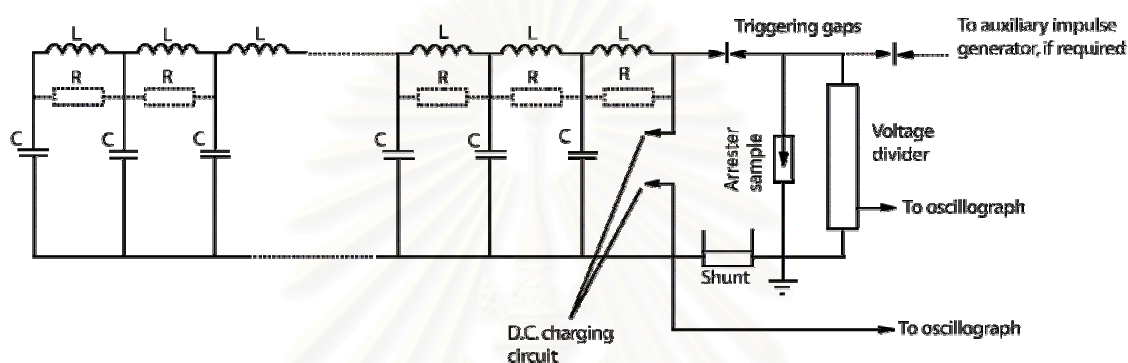 L
L
L
L
L
L
Triggering gaps
To auxiliary impulse
generator, if required
R
R
R
R
R
C
C
C
C
C
C
Arrester
sample
Voltage
divider
To oscillograph
Shunt
D.C. charging
circuit
To oscillograph